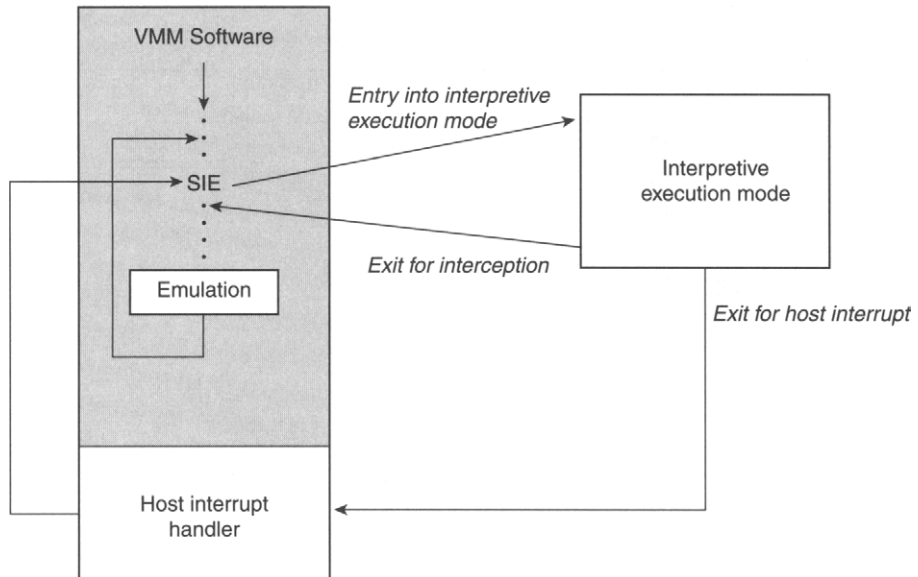 VMM Software
Entry into interpretive
execution mode
SIE
Interpretive
execution mode
Exit for interception
Emulation
Exit for host interrupt
Host interrupt
handler